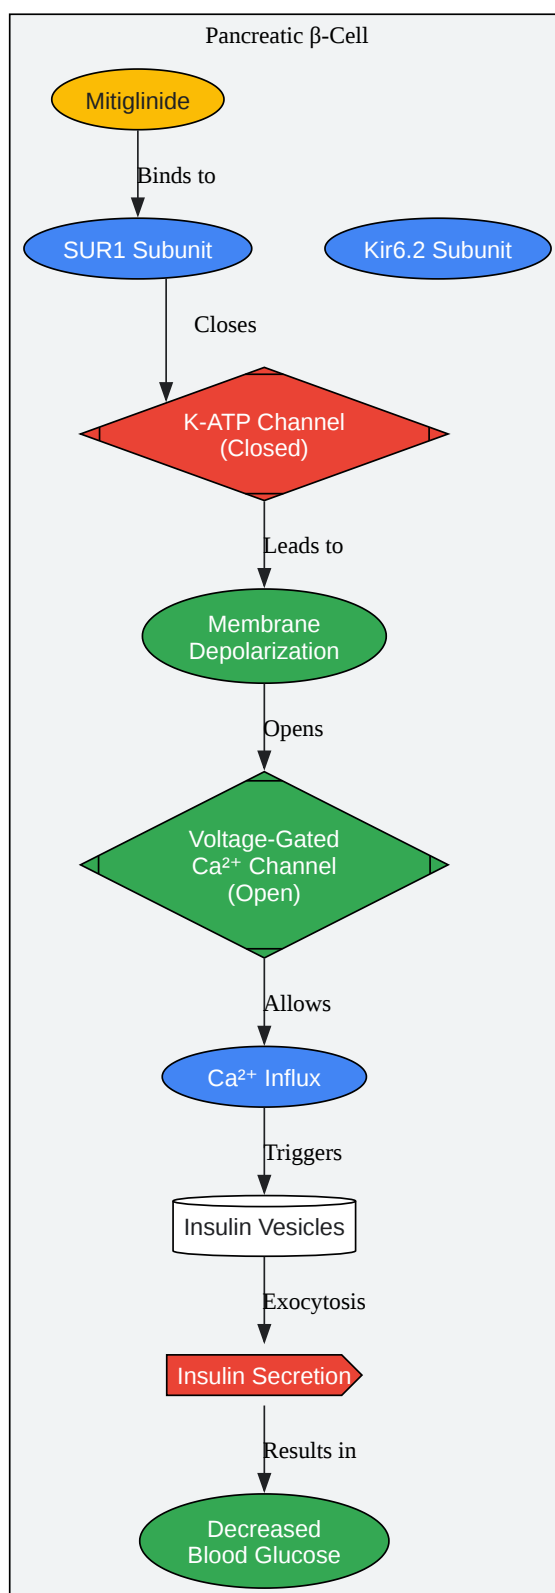 Pancreatic β-Cell
Mitiglinide
Binds to
SUR1 Subunit
Kir6.2 Subunit
Closes
K-ATP Channel
(Closed)
Leads to
Membrane
Depolarization
Opens
Voltage-Gated
Ca²⁺ Channel
(Open)
Allows
Ca²⁺ Influx
Triggers
Insulin Vesicles
Exocytosis
Insulin Secretion
Results in
Decreased
Blood Glucose